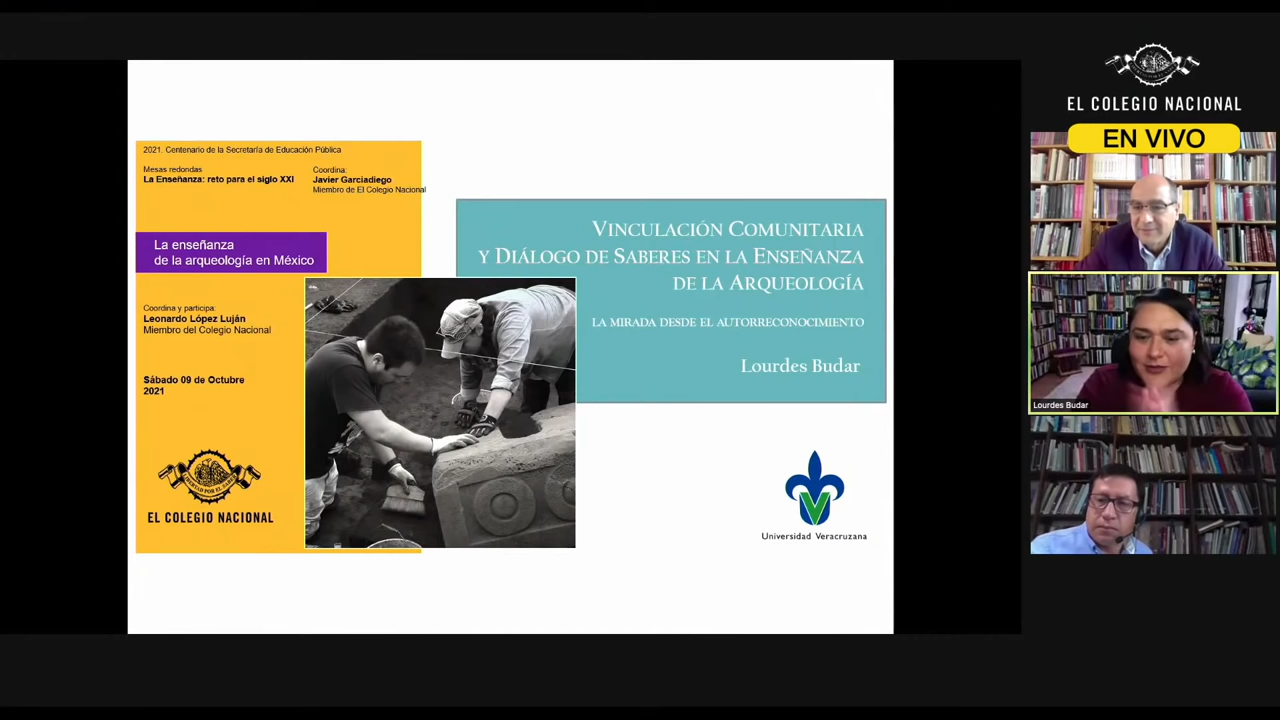 2021. Centenario de la Secretaría de Educación Pública
Mesas redondas
La Enseñanza: reto para el siglo XXI
Coordina:
Javier Garciadiego
Miembro de El Colegio Nacional
La enseñanza
de la arqueología en México
Coordina y participa:
Leonardo López Luján
Miembro del Colegio Nacional
Sábado 09 de Octubre
2021
LIBERTAD POR EL SABER
EL COLEGIO NACIONAL
VINCULACIÓN COMUNITARIA
Y DIÁLOGO DE SABERES EN LA ENSEÑANZA
DE LA ARQUEOLOGÍA
LA MIRADA DESDE EL AUTORRECONOCIMIENTO
Lourdes Budar
Universidad Veracruzana
EL COLEGIO NACIONAL
EN VIVO
Lourdes Budar